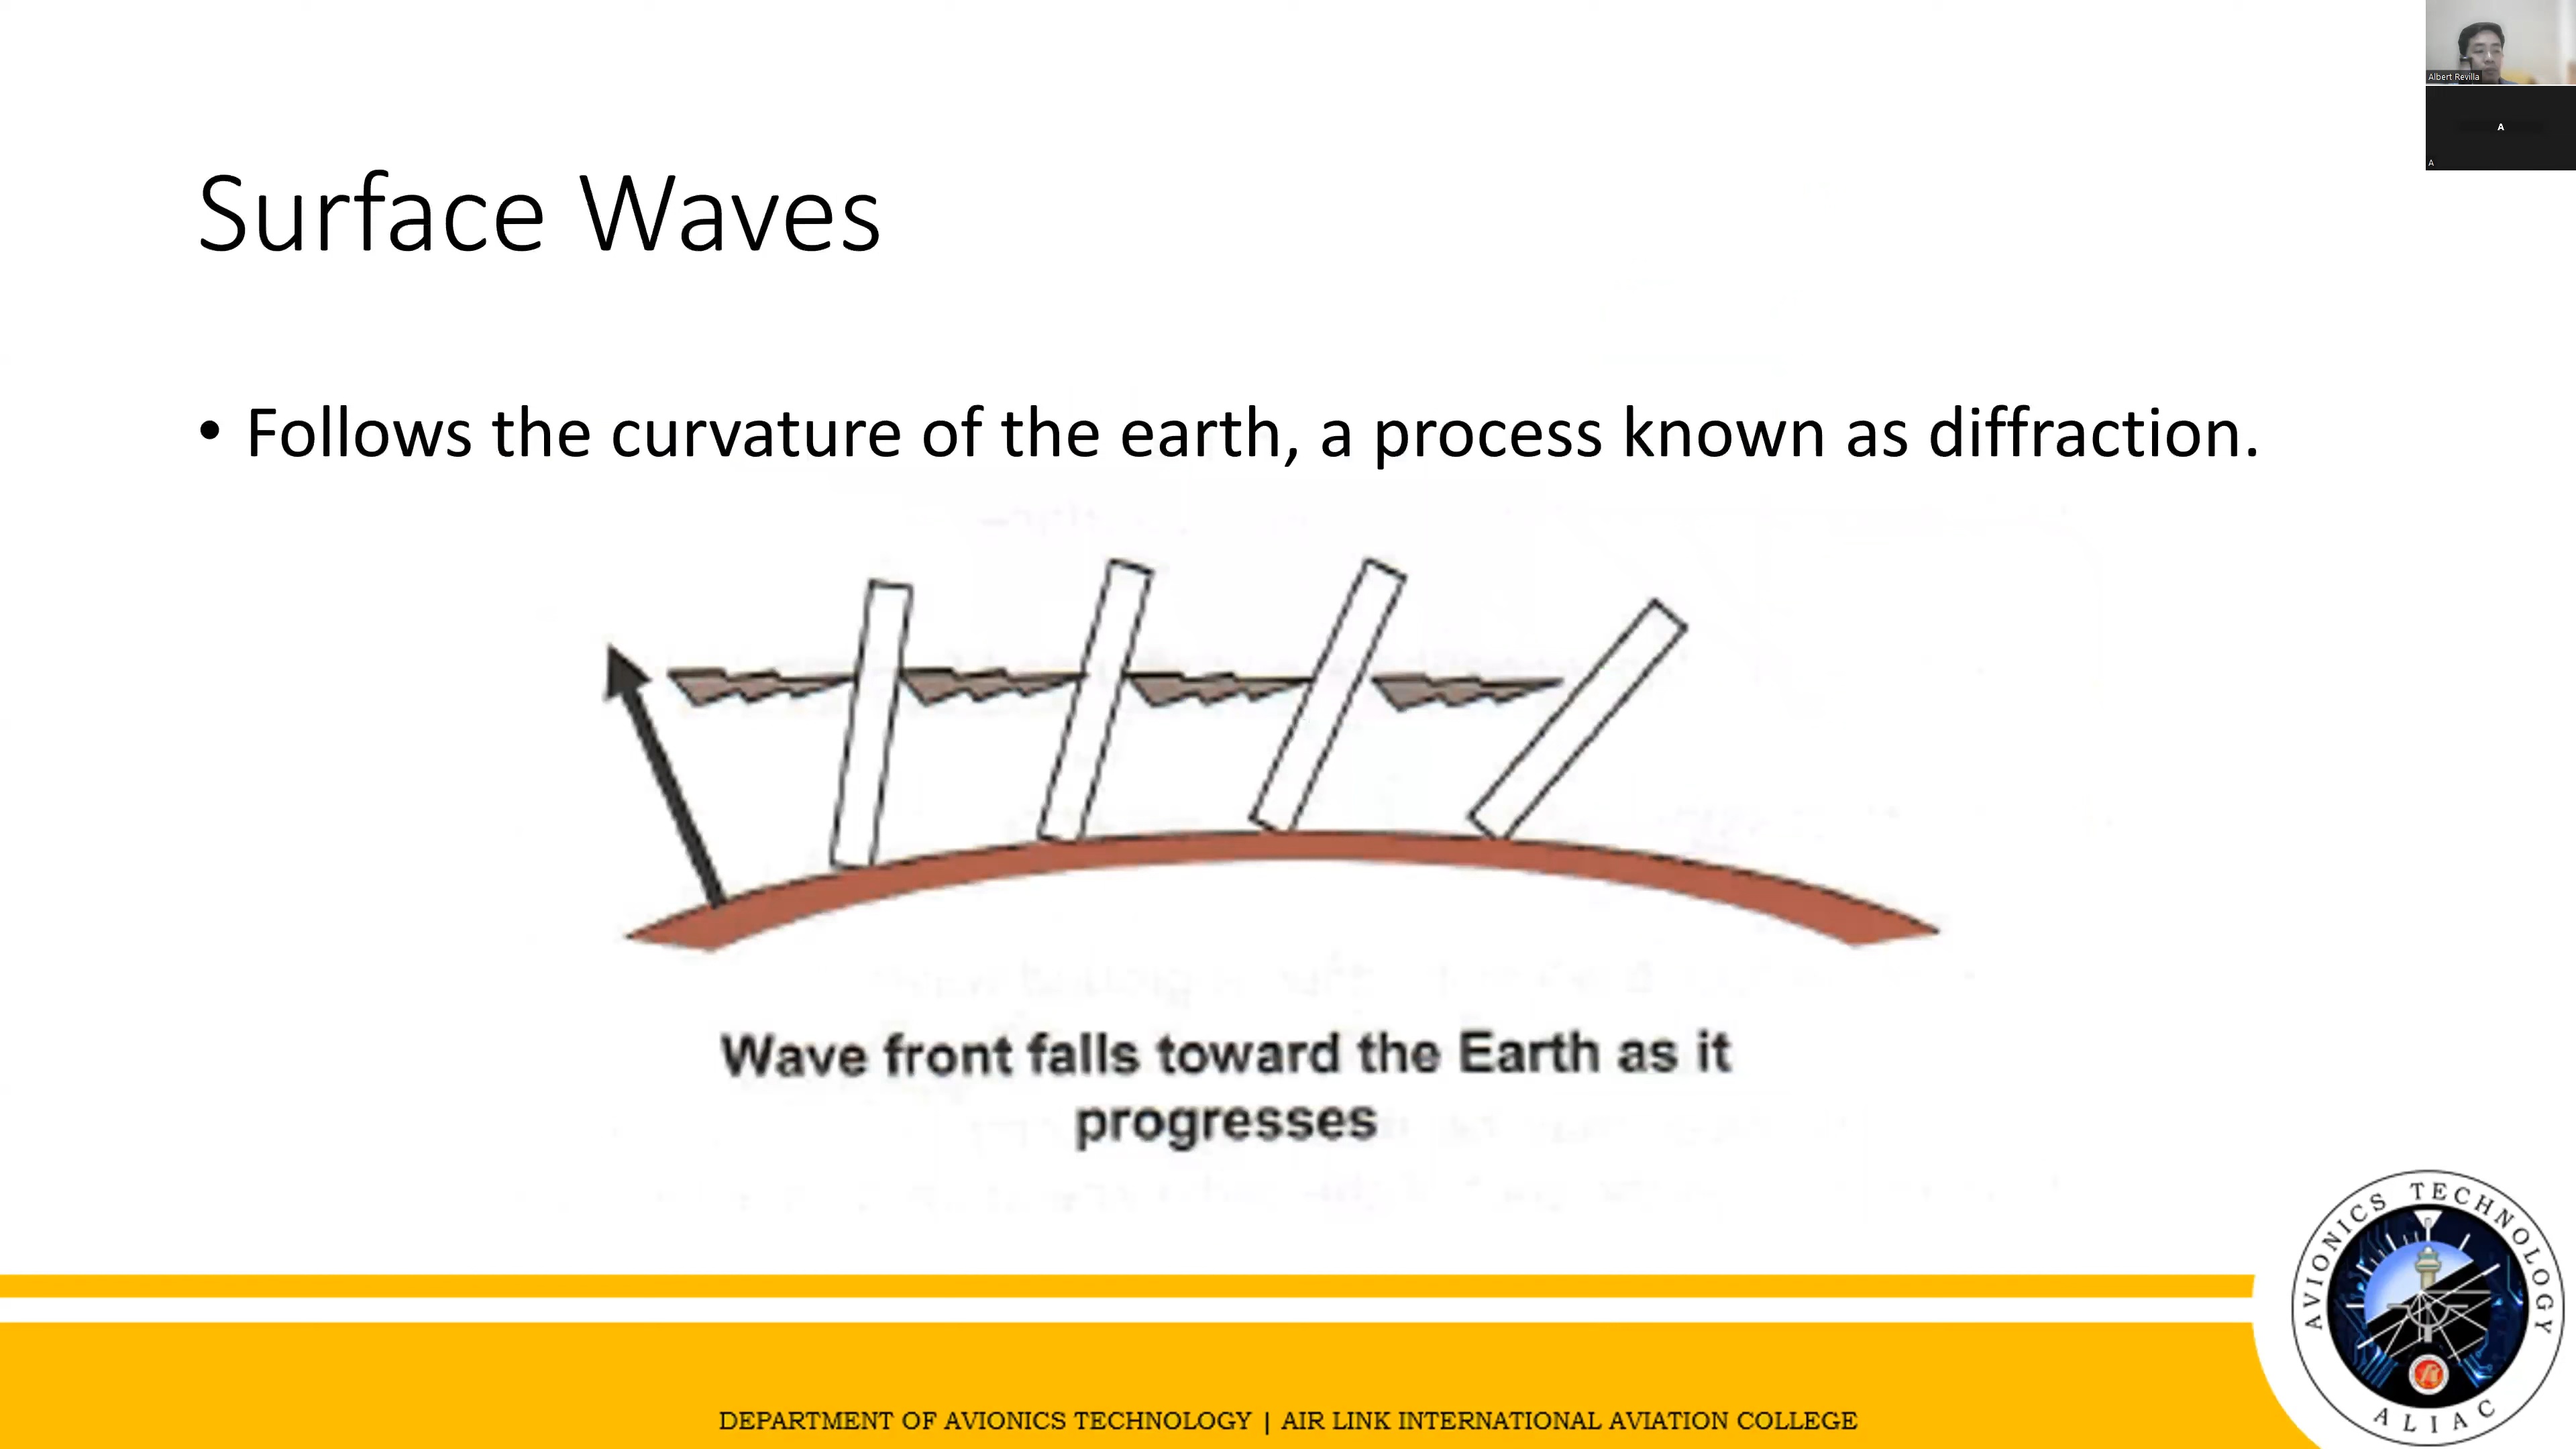 Albert Revilla
A
A
Surface Waves
• Follows the curvature of the earth, a process known as diffraction.
Wave front falls toward the Earth as it
progresses
AVIONICS TECHNOLOGY
ALIAC
DEPARTMENT OF AVIONICS TECHNOLOGY | AIR LINK INTERNATIONAL AVIATION COLLEGE